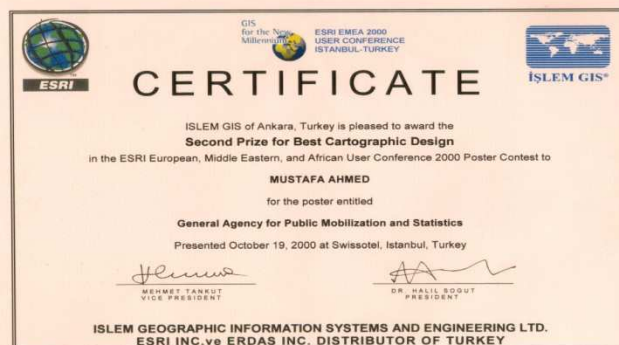 GIS
for the New
Millennium
ESRI EMEA 2000
USER CONFERENCE
ISTANBUL-TURKEY
ESRI
İŞLEM GIS®
CERTIFICATE
ISLEM GIS of Ankara, Turkey is pleased to award the
Second Prize for Best Cartographic Design
in the ESRI European, Middle Eastern, and African User Conference 2000 Poster Contest to
MUSTAFA AHMED
for the poster entitled
General Agency for Public Mobilization and Statistics
Presented October 19, 2000 at Swissotel, Istanbul, Turkey
MEHMET TANKUT
VICE PRESIDENT
DR. HALIL SOGUT
PRESIDENT
ISLEM GEOGRAPHIC INFORMATION SYSTEMS AND ENGINEERING LTD.
ESRI INC.ve ERDAS INC. DISTRIBUTOR OF TURKEY